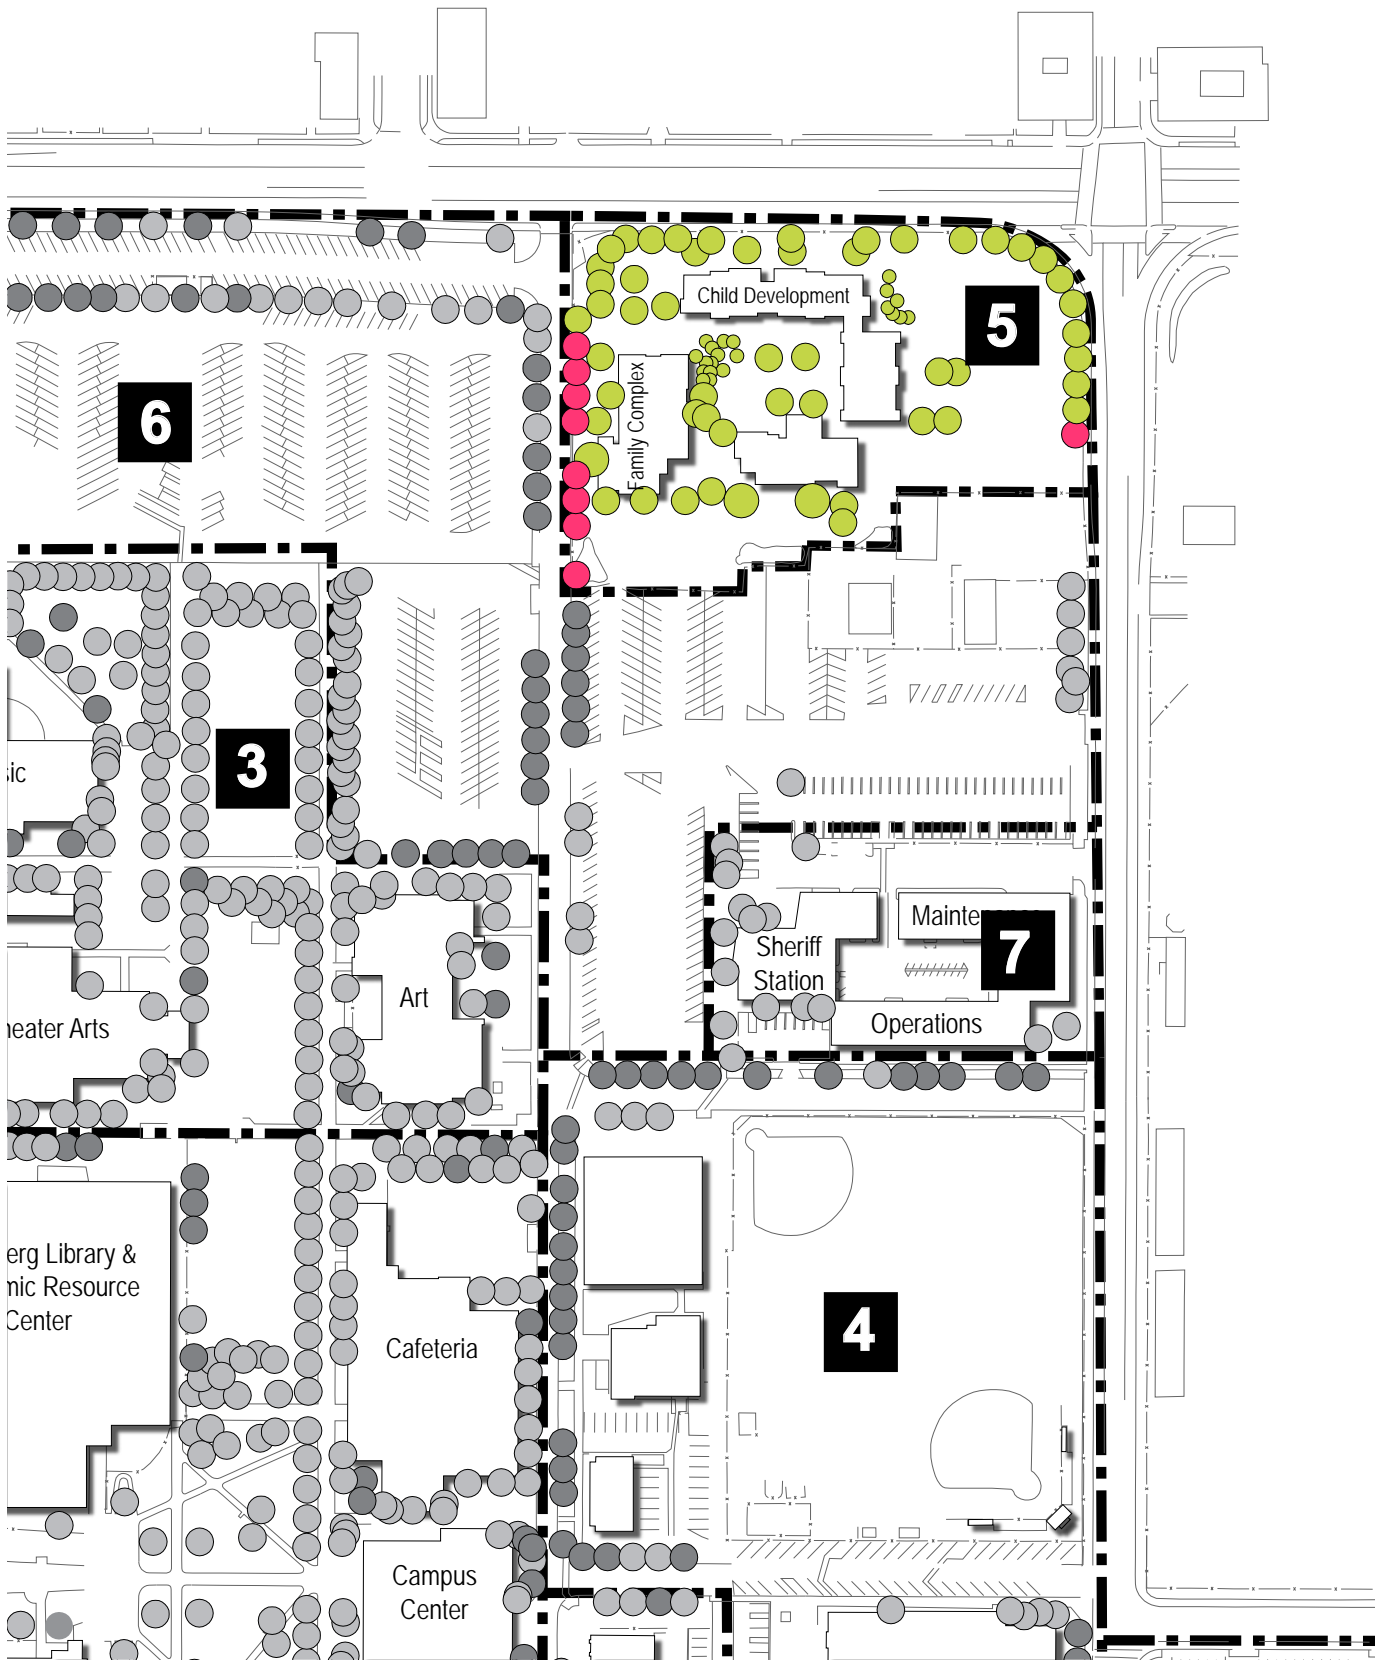 Child Development
5
Family Complex
6
3
sic
Mainte
7
Sheriff
Station
Operations
Art
heater Arts
erg Library &
mic Resource
Center
Cafeteria
4
Campus
Center